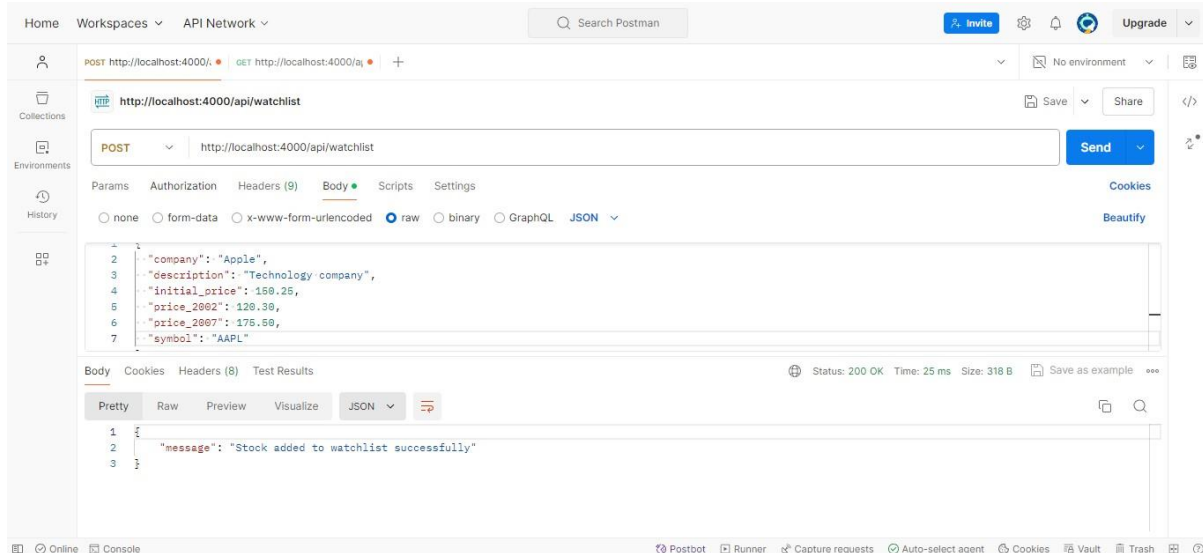 Home Workspaces API Network Search Postman Invite Upgrade
POST http://localhost:4000/ GET http://localhost:4000/a No environment
HTTP http://localhost:4000/api/watchlist Save Share
Collections
POST http://localhost:4000/api/watchlist Send
Environments
Params Authorization Headers (9) Body Scripts Settings Cookies
History
none form-data x-www-form-urlencoded raw binary GraphQL JSON Beautify
1 {
2 "company": "Apple",
3 "description": "Technology company",
4 "initial_price": 150.25,
5 "price_2002": 120.30,
6 "price_2007": 175.50,
7 "symbol": "AAPL"
Body Cookies Headers (8) Test Results Status: 200 OK Time: 25 ms Size: 318 B Save as example
Pretty Raw Preview Visualize JSON
1 {
2 "message": "Stock added to watchlist successfully"
3 }
Online Console Postbot Runner Capture requests Auto-select agent Cookies Vault Trash